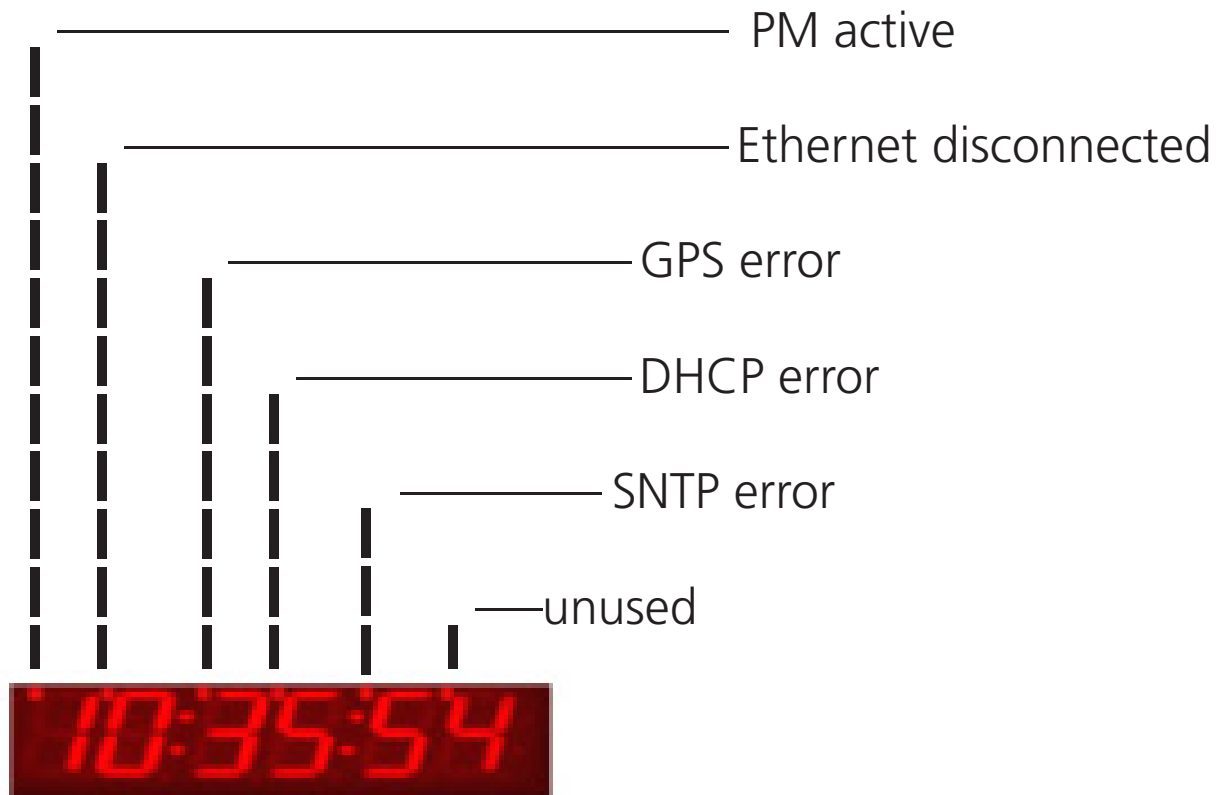 PM active
Ethernet disconnected
GPS error
DHCP error
SNTP error
unused
10:35:54